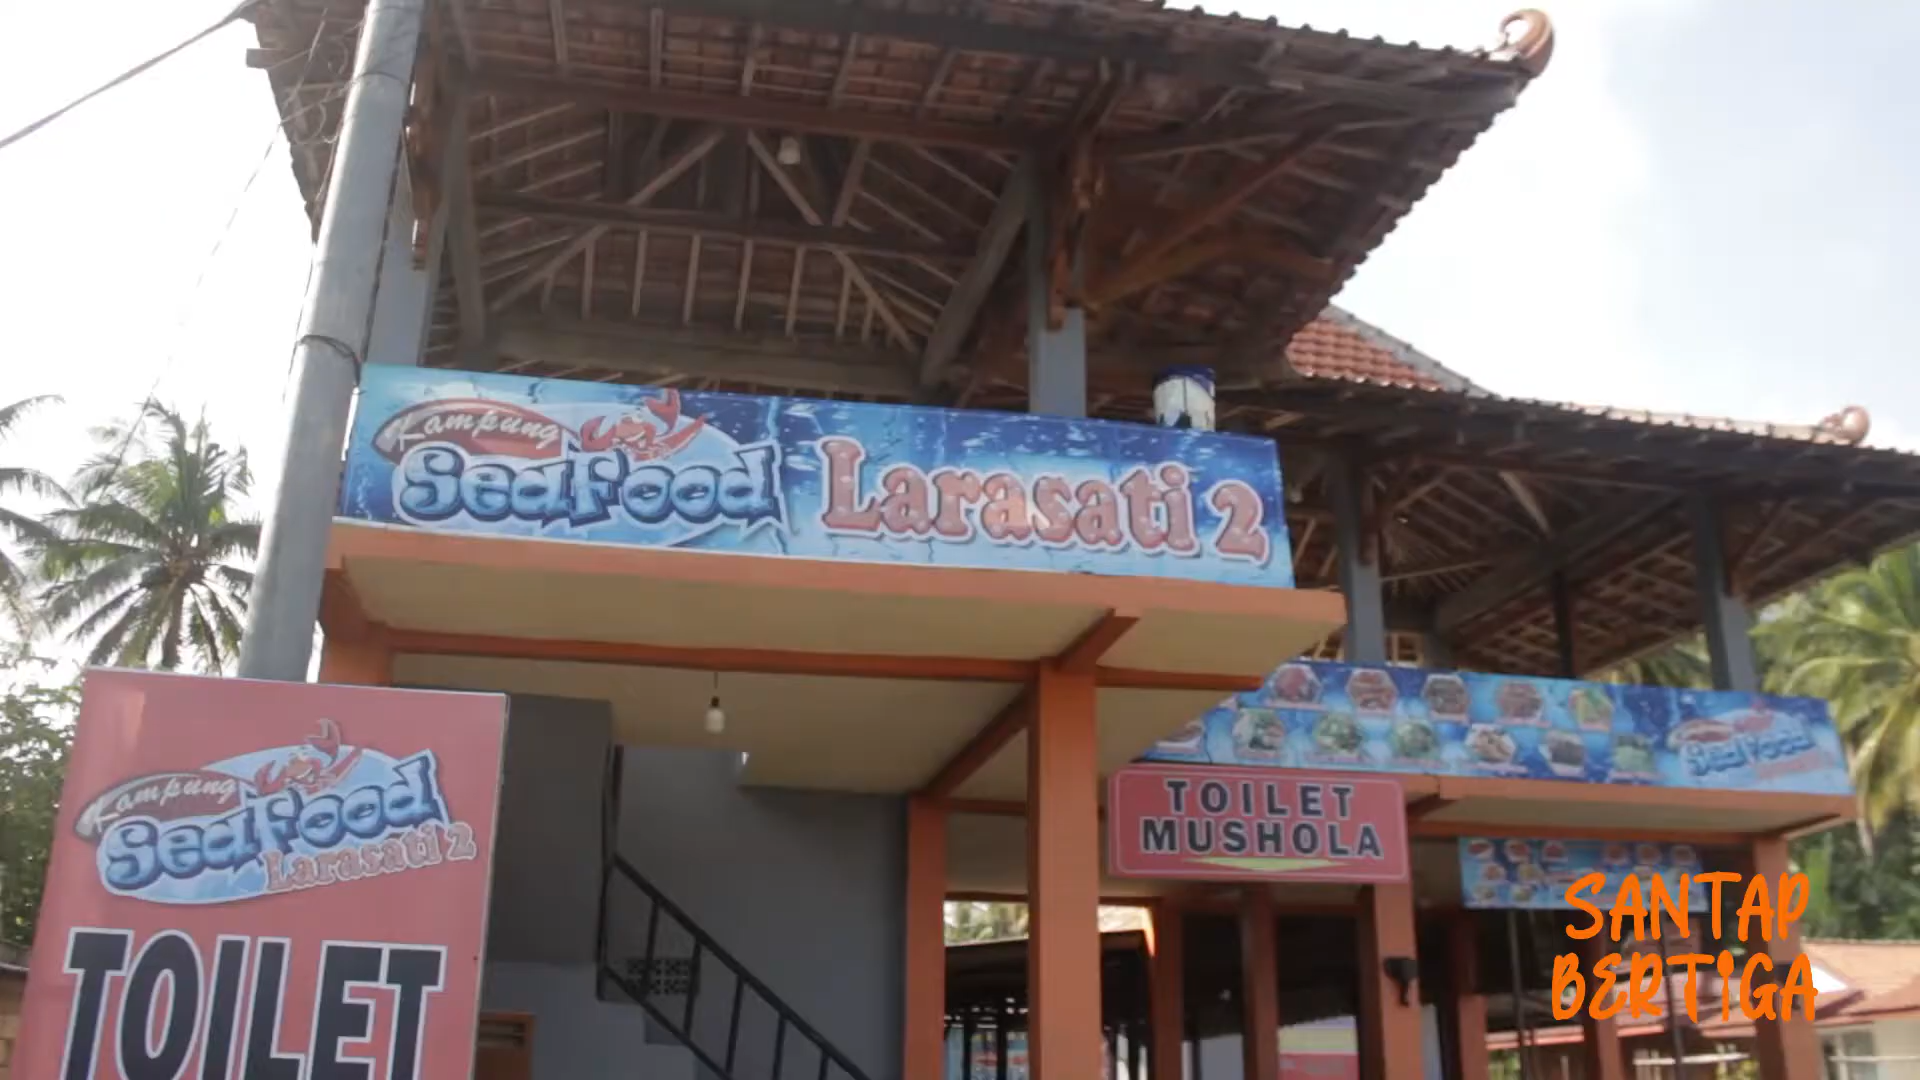 Kampung
SeaFood
Larasati 2
Kampung
SeaFood
Larasati 2
TOILET
TOILET
MUSHOLA
SeaFood
SANTAP
BERTIGA